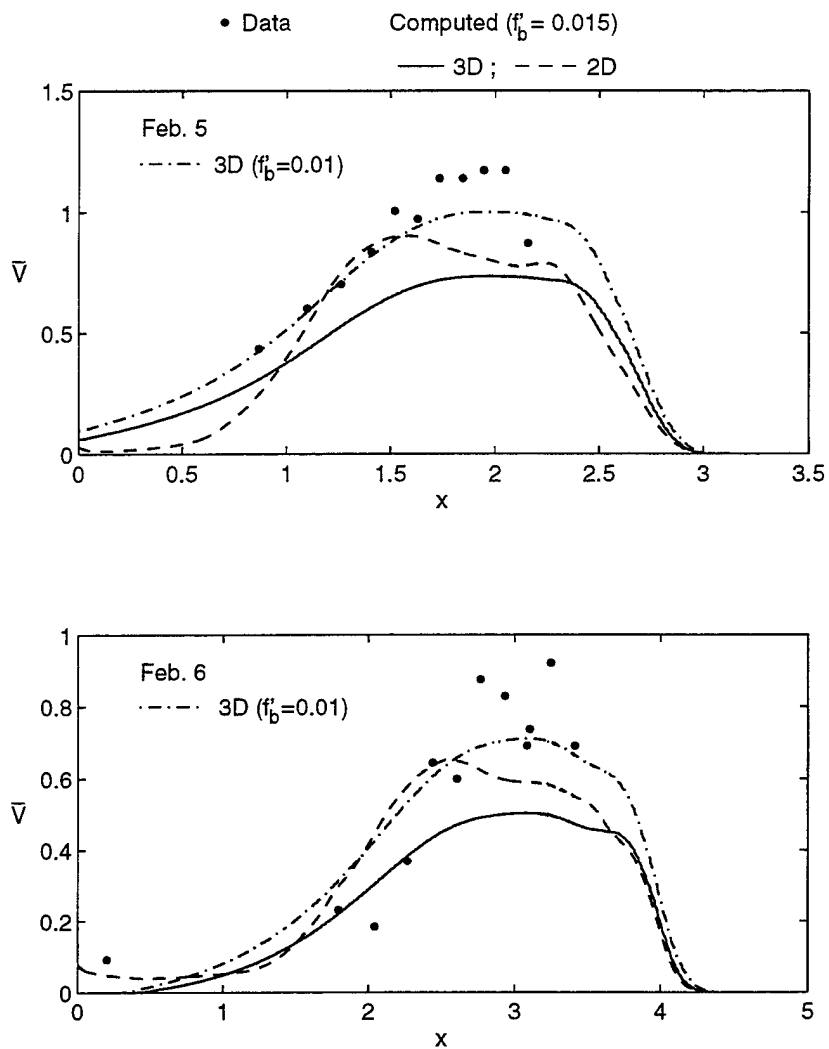 • Data Computed (f'b = 0.015)
3D ; 2D
1.5
Feb. 5
3D (f'b=0.01)
1
V̅
0.5
0
0 0.5 1 1.5 2 2.5 3 3.5
x
1
Feb. 6
3D (f'b=0.01)
0.8
0.6
V̅
0.4
0.2
0
0 1 2 3 4 5
x